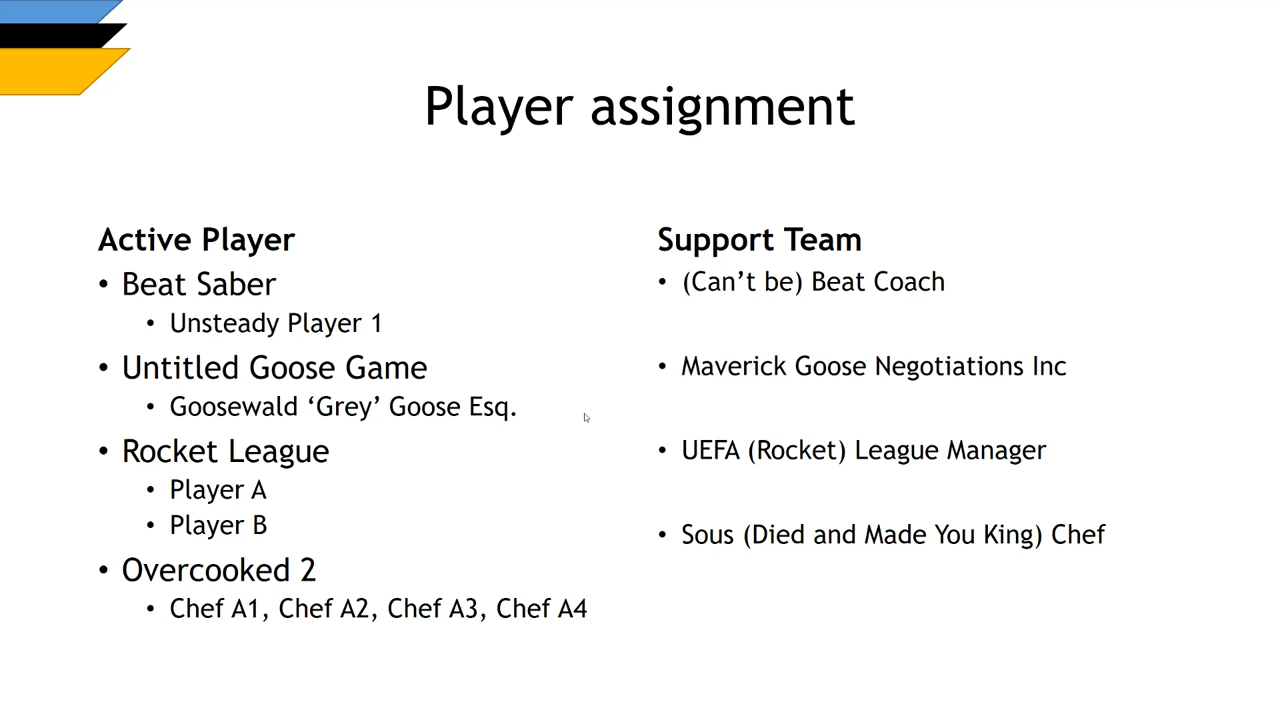 Player assignment
Active Player
• Beat Saber
• Unsteady Player 1
• Untitled Goose Game
• Goosewald ‘Grey’ Goose Esq.
• Rocket League
• Player A
• Player B
• Overcooked 2
• Chef A1, Chef A2, Chef A3, Chef A4
Support Team
• (Can’t be) Beat Coach
• Maverick Goose Negotiations Inc
• UEFA (Rocket) League Manager
• Sous (Died and Made You King) Chef